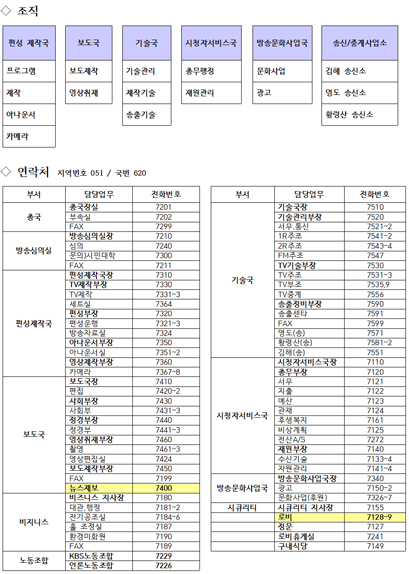 ◇ 조직
편성 제작국 보도국 기술국 시청자서비스국 방송문화사업국 송신/중계사업소
프로그램 보도제작 기술관리 총무행정 문화사업 김해 송신소
제작 영상취재 제작기술 재원관리 광고 영도 송신소
아나운서 송출기술 황령산 송신소
카메라
◇ 연락처 지역번호 051 / 국번 620
부서 담당업무 전화번호
총국 총국장실 7201
부속실 7202
FAX 7299
방송심의실 방송심의실장 7210
심의 7240
문의)시민대학 7300
FAX 7211
편성제작국 편성제작국장 7310
TV제작부장 7330
TV제작 7331~3
세트실 7364
편성부장 7320
편성운행 7321~3
방송자료실 7324
아나운서부장 7350
아나운서실 7351~2
영상제작부장 7360
카메라 7367~8
보도국 보도국장 7410
편집 7420~2
사회부장 7430
사회부 7431~3
정경부장 7440
정경부 7441~3
영상취재부장 7460
촬영 7461~3
영상편집실 7424
보도제작부장 7450
FAX 7199
뉴스제보 7400
비지니스 비즈니스 지사장 7180
대관.행정 7181~2
전기공조실 7184~6
홀 조정실 7187
환경미화원 7190
FAX 7189
노동조합 KBS노동조합 7229
언론노동조합 7226
부서 담당업무 전화번호
기술국 기술국장 7510
기술관리부장 7520
서무,통신 7521~2
1R주조 7541~2
2R주조 7543~4
FM주조 7547
TV기술부장 7530
TV주조 7531~3
TV부조 7535,9
TV중계 7556
송출정비부장 7590
송출센타 7591
FAX 7599
영도(송) 7571
황령산(송) 7581~2
김해(송) 7551
시청자서비스국 시청자서비스국장 7110
총무부장 7120
서무 7121
지출 7122
예산 7123
관재 7124
후생복지 7161
비상계획 7125
전산A/S 7272
재원부장 7140
수신기술 7133~4
자원관리 7141~4
방송문화국 방송문화사업국장 7340
광고 7150~2
문화사업(후원) 7326~7
시큐리티 시큐리티 지사장 7155
로비 7128~9
정문 7127
로비휴게실 7241
구내식당 7149